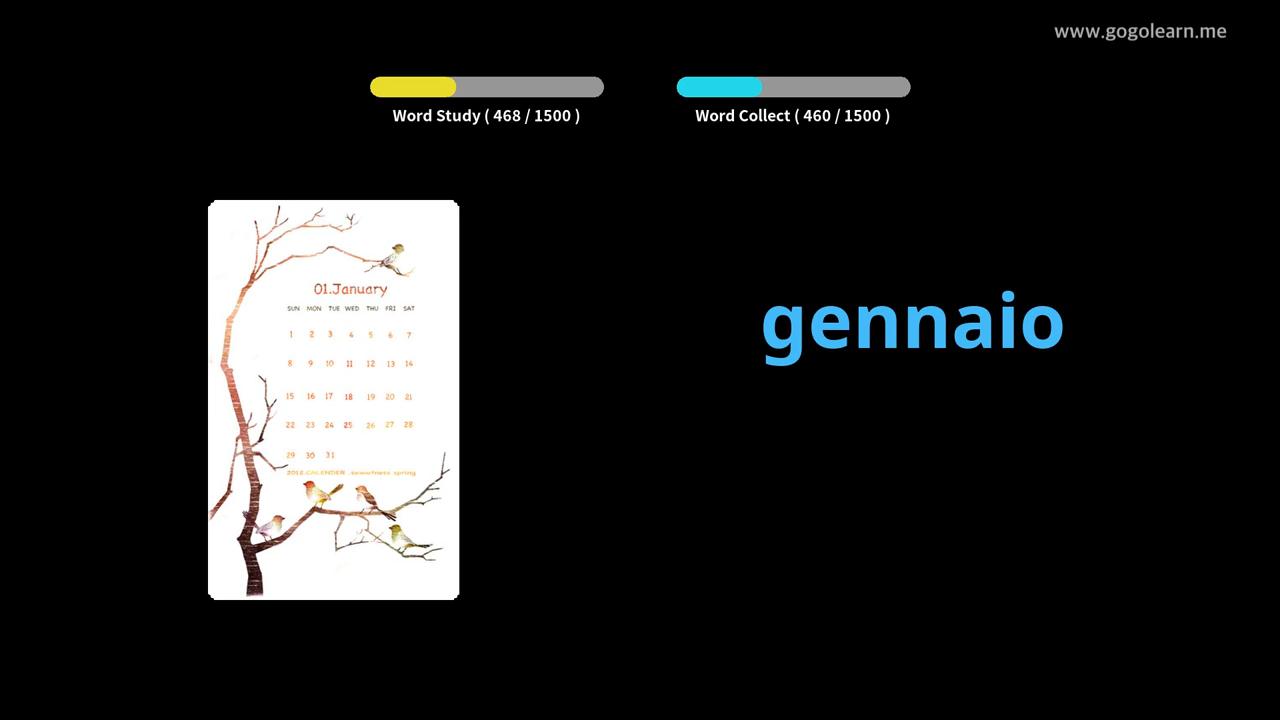 www.gogolearn.me
Word Study ( 468 / 1500 )
Word Collect ( 460 / 1500 )
01.January
SUN MON TUE WED THU FRI SAT
1 2 3 4 5 6 7
8 9 10 11 12 13 14
15 16 17 18 19 20 21
22 23 24 25 26 27 28
29 30 31
CALENDER spring
gennaio